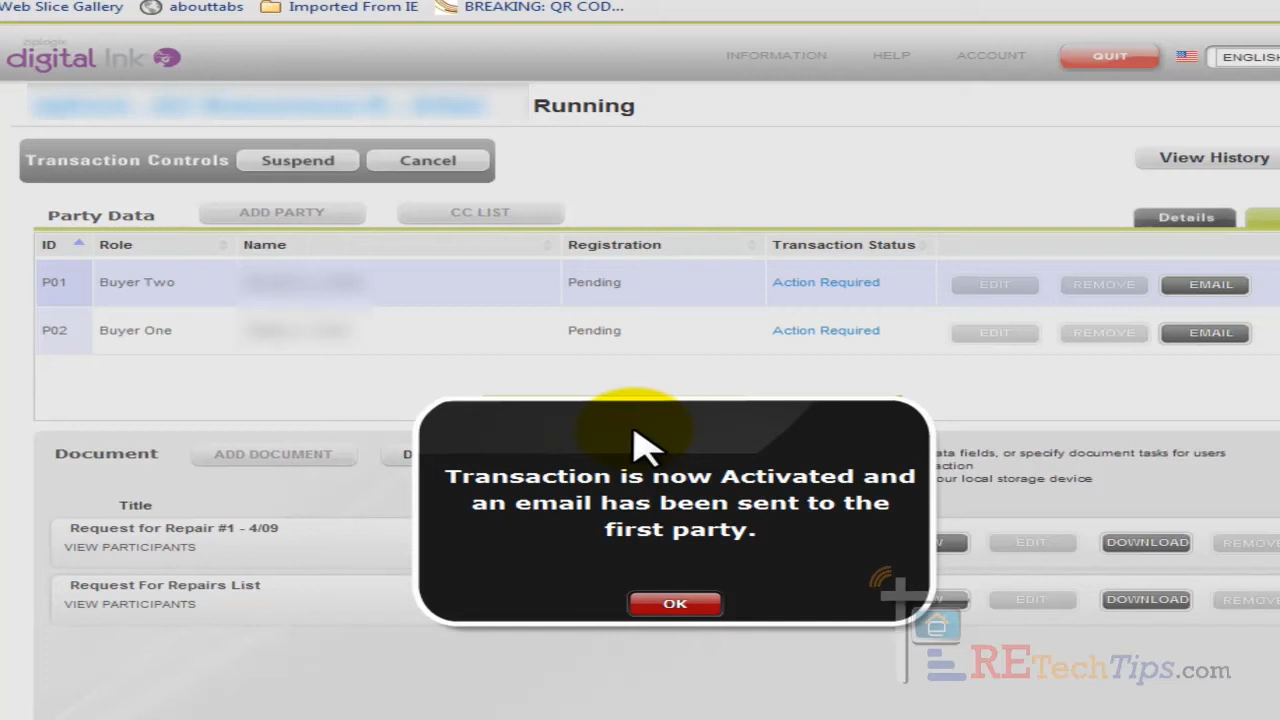 Web Slice Gallery abouttabs Imported From IE BREAKING: QR COD...
ziplogix
digital Ink
INFORMATION HELP ACCOUNT QUIT ENGLISH
Running
Transaction Controls Suspend Cancel
View History
Party Data ADD PARTY CC LIST
Details
ID Role Name Registration Transaction Status
P01 Buyer Two Pending Action Required EDIT REMOVE EMAIL
P02 Buyer One Pending Action Required EDIT REMOVE EMAIL
Document ADD DOCUMENT D
ata fields, or specify document tasks for users
action
our local storage device
Transaction is now Activated and
an email has been sent to the
first party.
OK
Title
Request for Repair #1 - 4/09
VIEW PARTICIPANTS
W EDIT DOWNLOAD REMOVE
Request For Repairs List
VIEW PARTICIPANTS
W EDIT DOWNLOAD REMOVE
RETechTips.com